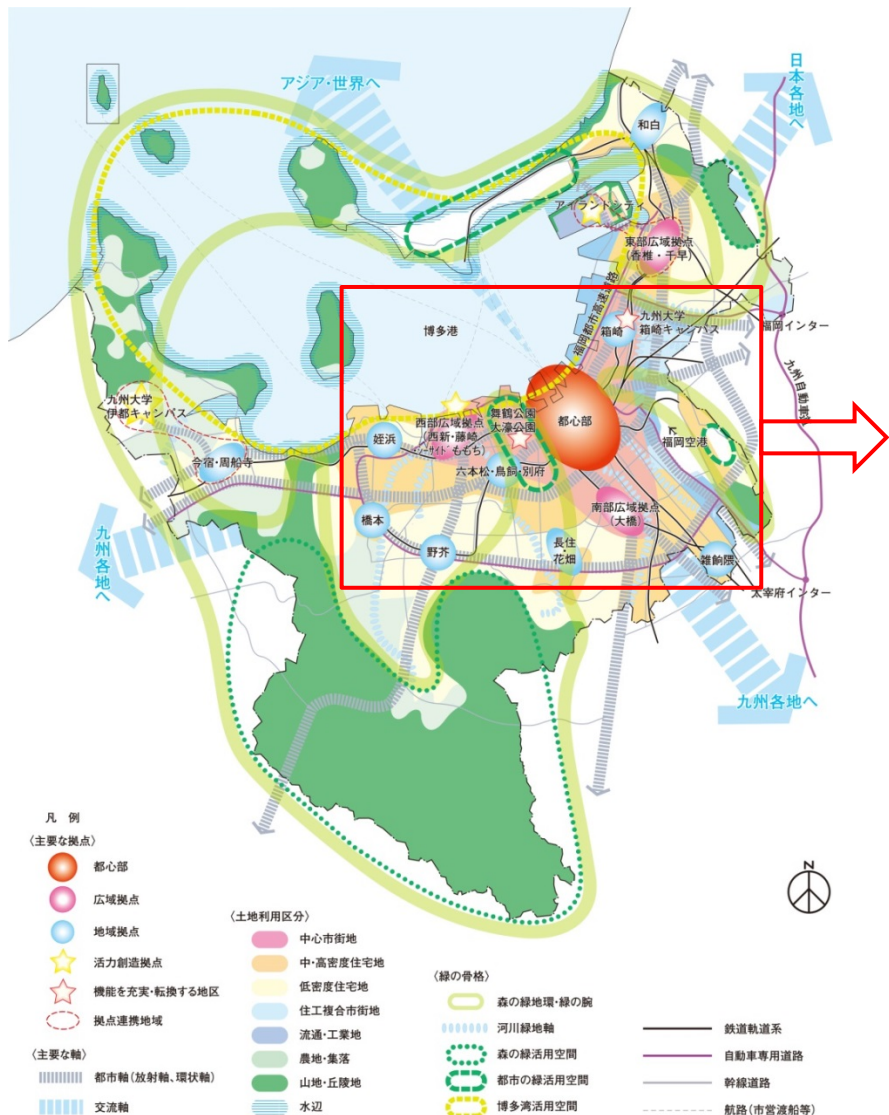 アジア・世界へ
日本各地へ
和白
アイランドシティ
東部広域拠点
(香椎・千早)
福岡都市高速道路
九州大学
箱崎キャンパス
箱崎
福岡インター
九州自動車道
博多港
九州大学
伊都キャンパス
今宿・周船寺
姪浜
西部広域拠点
(西新・藤崎
シーサイドももち)
舞鶴公園
大濠公園
都心部
福岡空港
六本松・鳥飼・別府
南部広域拠点
(大橋)
橋本
野芥
長住
・
花畑
雑餉隈
太宰府インター
九州各地へ
九州各地へ
N
凡 例
〈主要な拠点〉
都心部
広域拠点
地域拠点
活力創造拠点
機能を充実・転換する地区
拠点連携地域
〈主要な軸〉
都市軸(放射軸、環状軸)
交流軸
〈土地利用区分〉
中心市街地
中・高密度住宅地
低密度住宅地
住工複合市街地
流通・工業地
農地・集落
山地・丘陵地
水辺
〈緑の骨格〉
森の緑地環・緑の腕
河川緑地軸
森の緑活用空間
都市の緑活用空間
博多湾活用空間
鉄道軌道系
自動車専用道路
幹線道路
航路(市営渡船等)